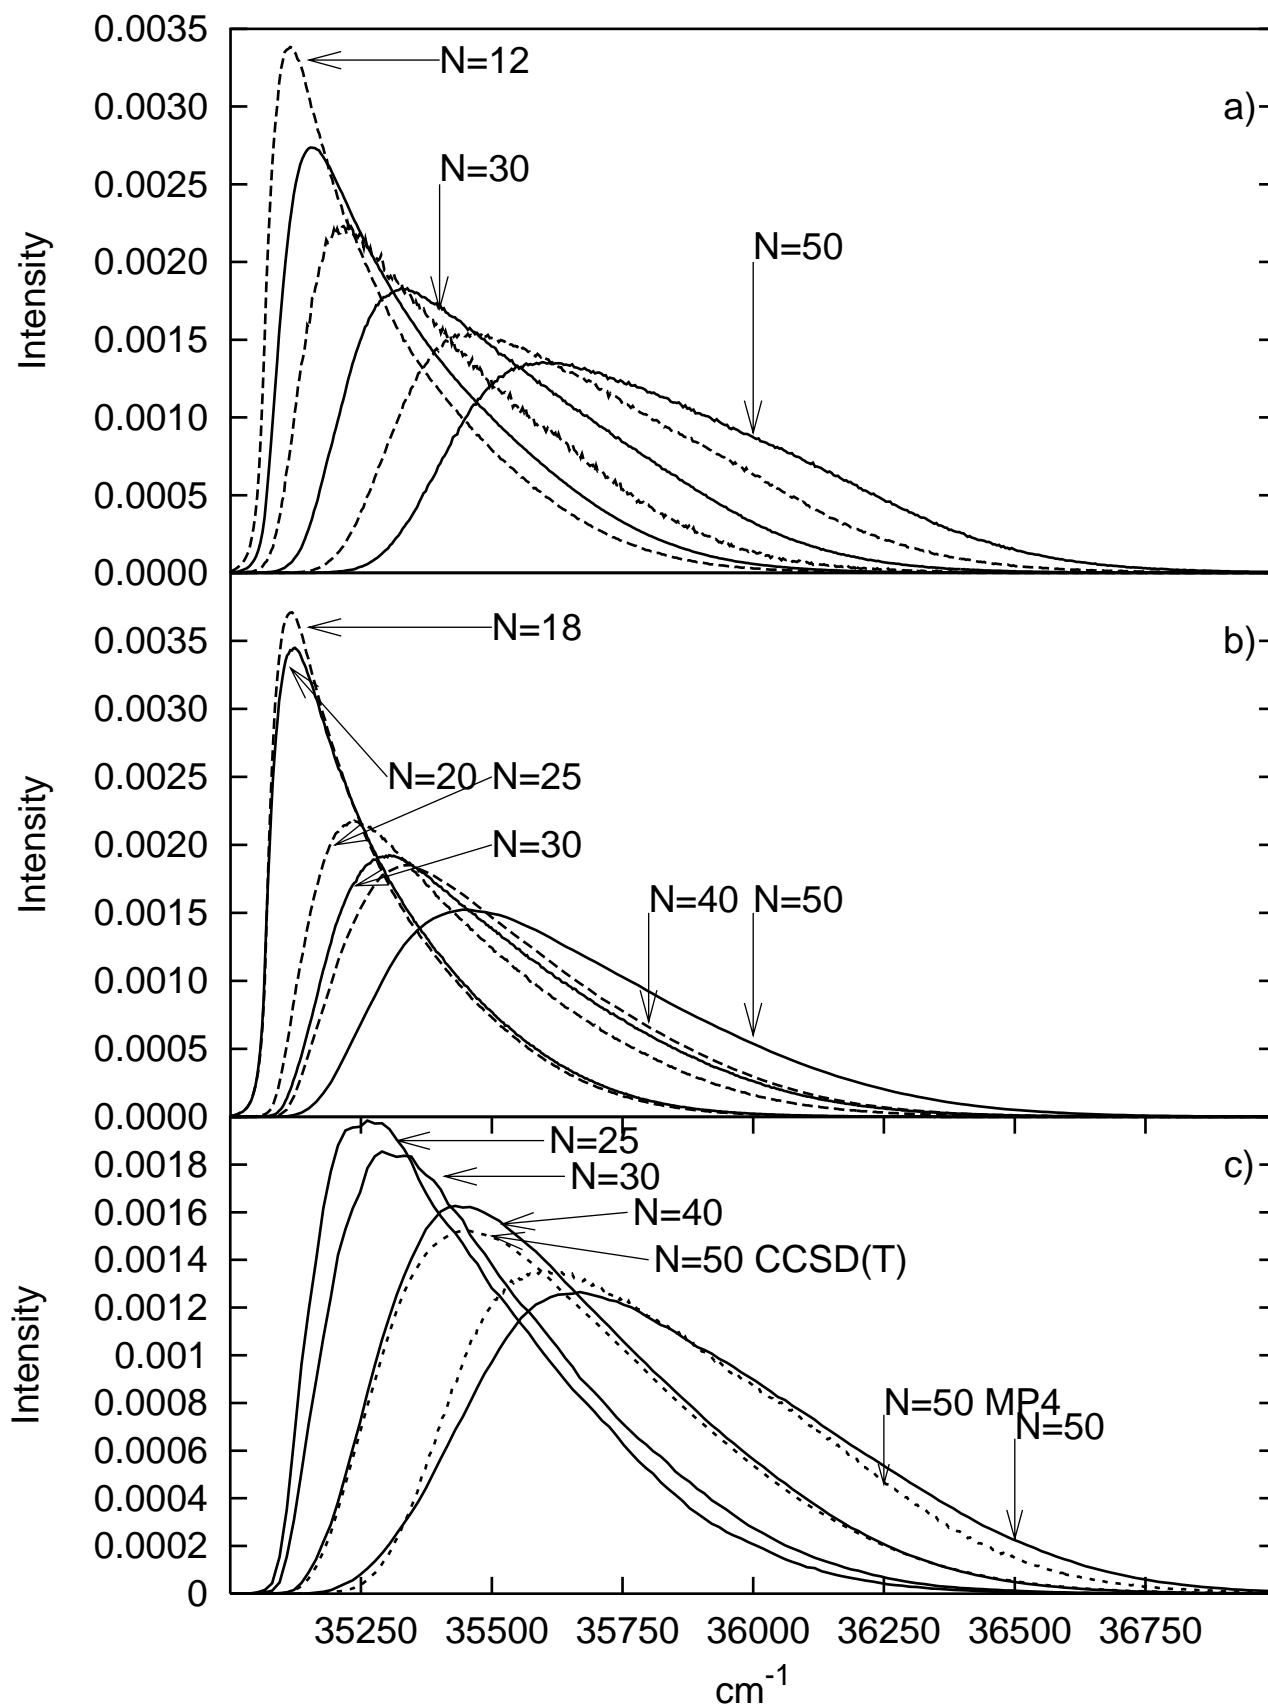 0.0035
N=12
0.0030
a)
0.0025
N=30
0.0020
N=50
0.0015
0.0010
0.0005
0.0000
Intensity
N=18
b)
0.0035
0.0030
0.0025
N=20 N=25
0.0020
N=30
0.0015
N=40 N=50
0.0010
0.0005
0.0000
Intensity
N=25
c)
0.0018
N=30
0.0016
N=40
0.0014
N=50 CCSD(T)
0.0012
0.001
0.0008
N=50 MP4
N=50
0.0006
0.0004
0.0002
0
Intensity
35250 35500 35750 36000 36250 36500 36750
cm-1